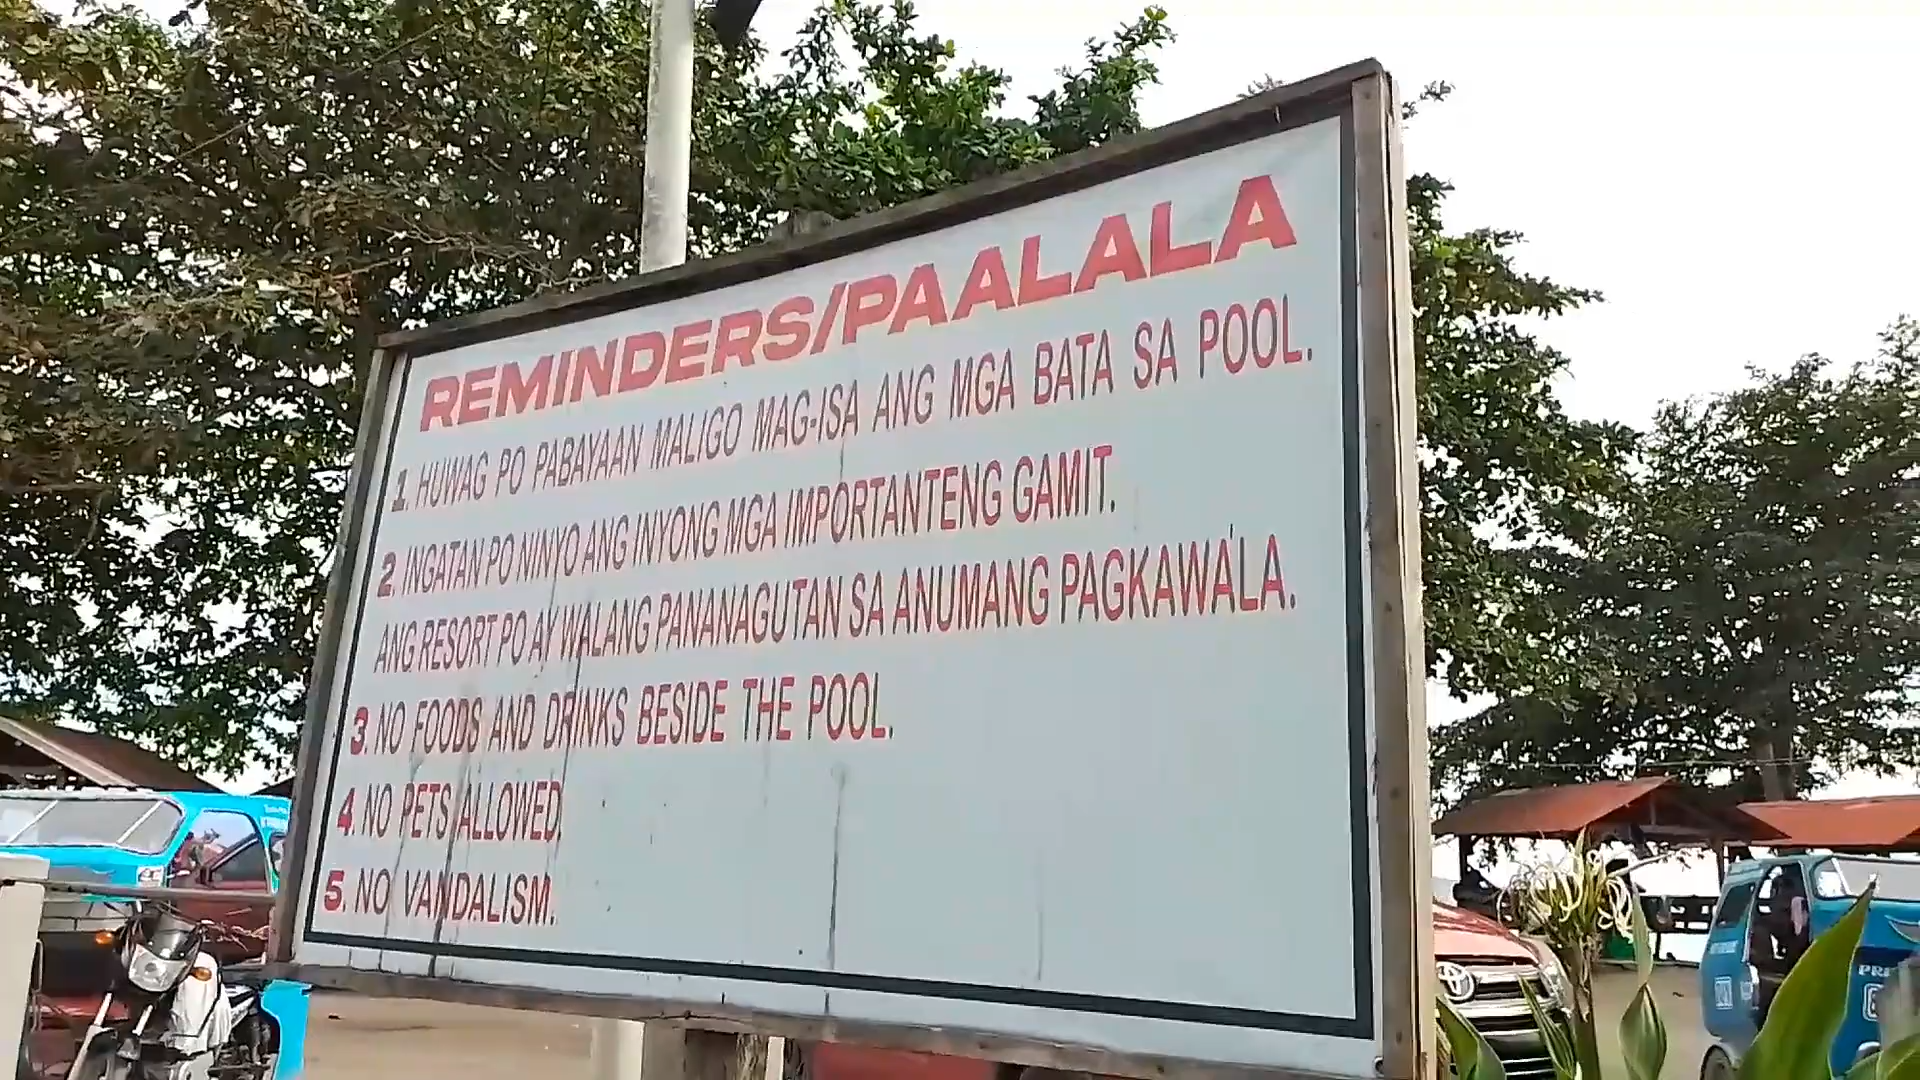 REMINDERS/PAALALA
1. HUWAG PO PABAYAAN MALIGO MAG-ISA ANG MGA BATA SA POOL.
2. INGATAN PO NINYO ANG INYONG MGA IMPORTANTENG GAMIT.
ANG RESORT PO AY WALANG PANANAGUTAN SA ANUMANG PAGKAWALA.
3. NO FOODS AND DRINKS BESIDE THE POOL.
4. NO PETS ALLOWED.
5. NO VANDALISM.